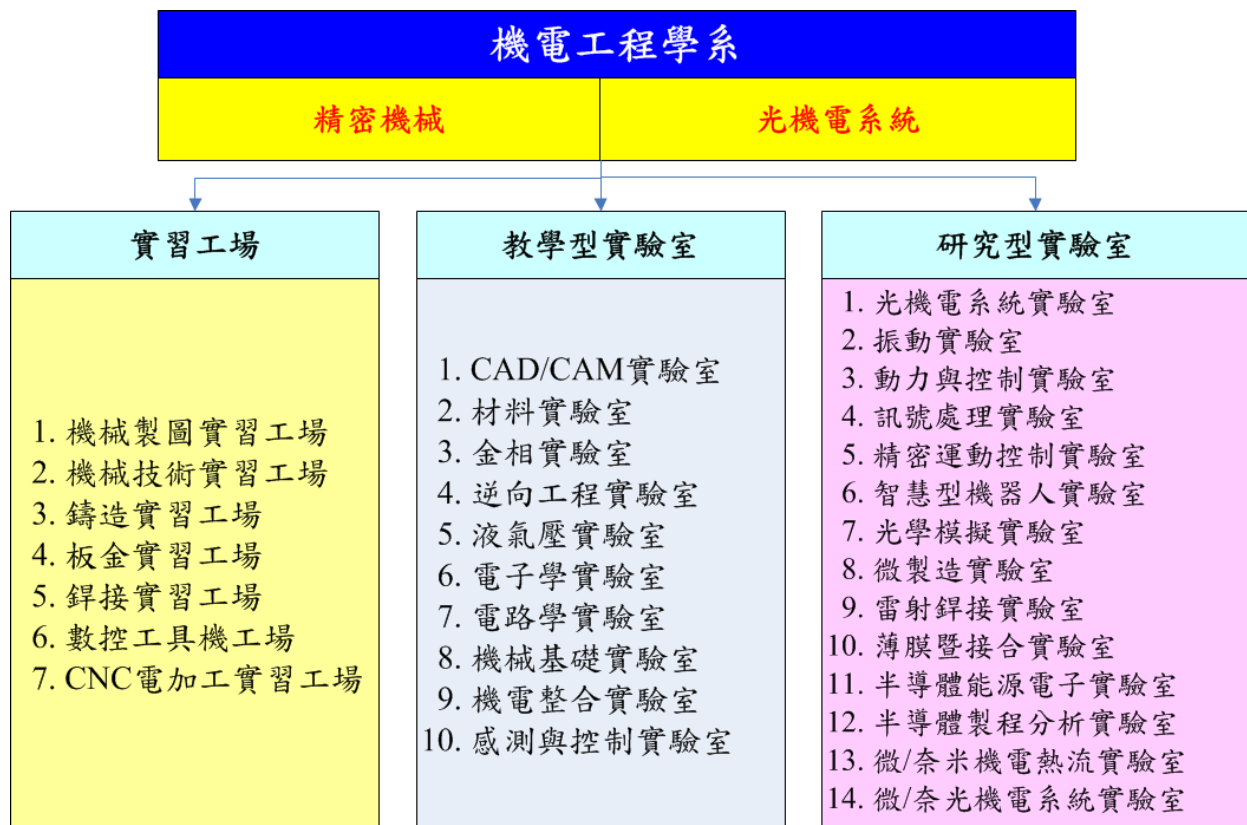 機電工程學系
精密機械
光機電系統
實習工場
1. 機械製圖實習工場
2. 機械技術實習工場
3. 鑄造實習工場
4. 板金實習工場
5. 銲接實習工場
6. 數控工具機工場
7. CNC電加工實習工場
教學型實驗室
1. CAD/CAM實驗室
2. 材料實驗室
3. 金相實驗室
4. 逆向工程實驗室
5. 液氣壓實驗室
6. 電子學實驗室
7. 電路學實驗室
8. 機械基礎實驗室
9. 機電整合實驗室
10. 感測與控制實驗室
研究型實驗室
1. 光機電系統實驗室
2. 振動實驗室
3. 動力與控制實驗室
4. 訊號處理實驗室
5. 精密運動控制實驗室
6. 智慧型機器人實驗室
7. 光學模擬實驗室
8. 微製造實驗室
9. 雷射銲接實驗室
10. 薄膜暨接合實驗室
11. 半導體能源電子實驗室
12. 半導體製程分析實驗室
13. 微/奈米機電熱流實驗室
14. 微/奈光機電系統實驗室